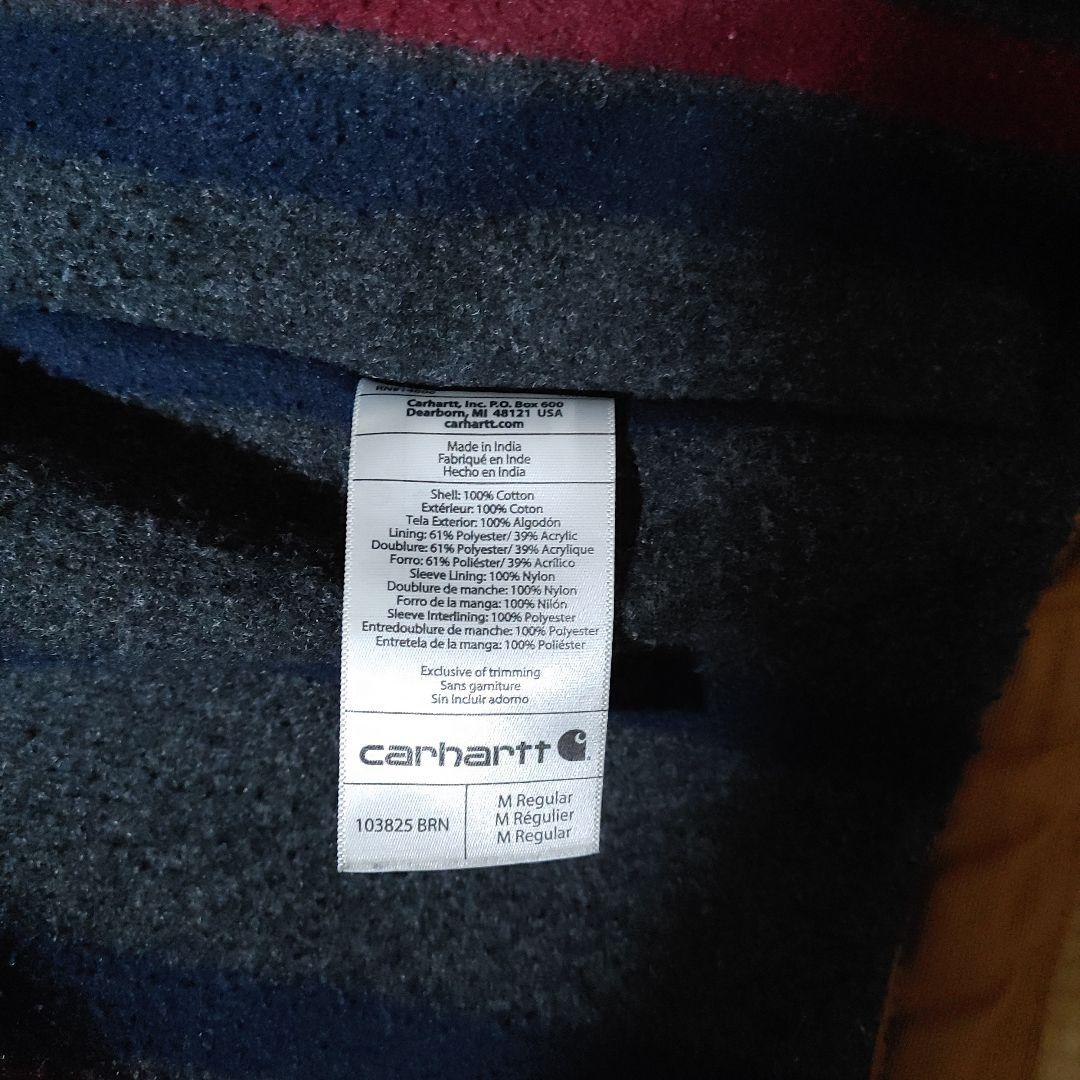 Carhartt, Inc. P.O. Box 600
Dearborn, MI 48121 USA
carhartt.com
Made in India
Fabriqué en Inde
Hecho en India
Shell: 100% Cotton
Extérieur: 100% Coton
Tela Exterior: 100% Algodón
Lining: 61% Polyester/ 39% Acrylic
Doublure: 61% Polyester/ 39% Acrylique
Forro: 61% Poliéster/ 39% Acrílico
Sleeve Lining: 100% Nylon
Doublure de manche: 100% Nylon
Forro de la manga: 100% Nilón
Sleeve Interlining: 100% Polyester
Entredoublure de manche: 100% Polyester
Entretela de la manga: 100% Poliéster
Exclusive of trimming
Sans garniture
Sin incluir adorno
carhartt
103825 BRN
M Regular
M Régulier
M Regular